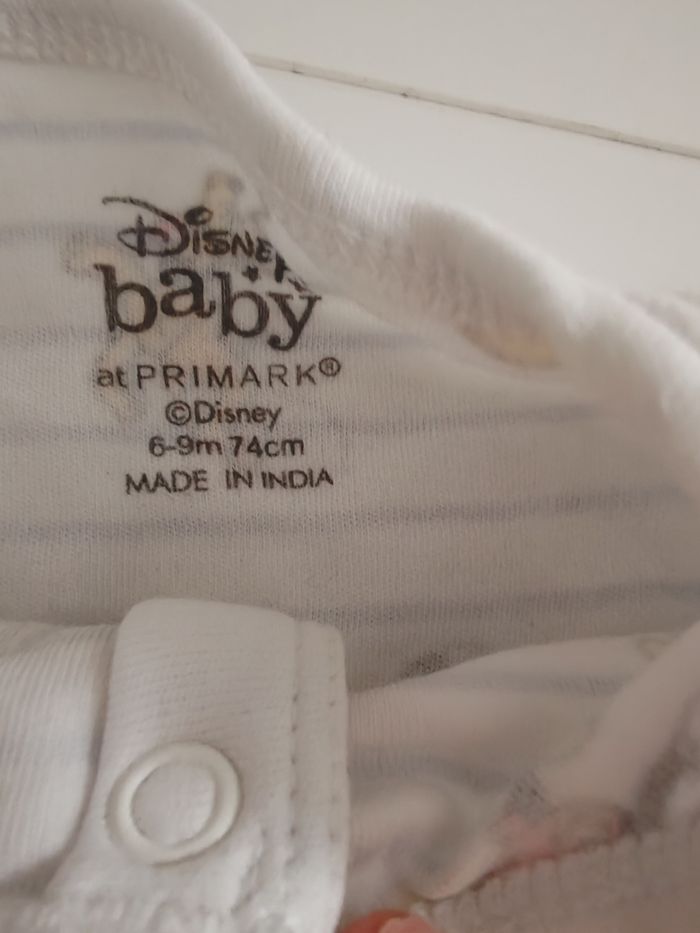 Disney
baby
at PRIMARK®
©Disney
6-9m 74cm
MADE IN INDIA